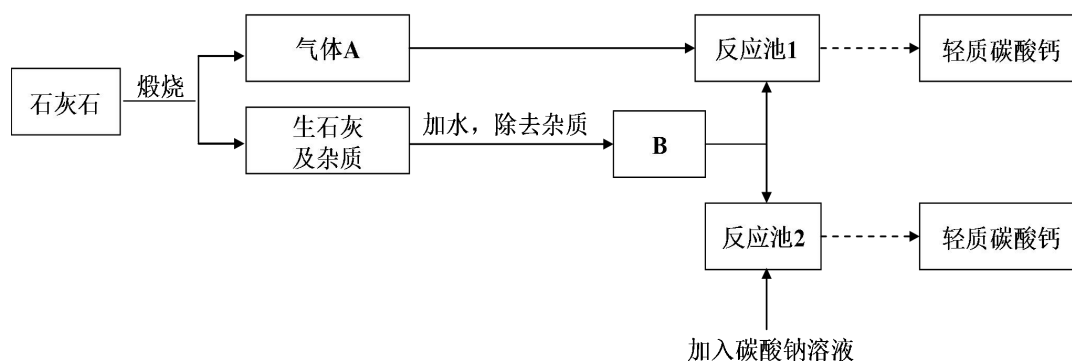 石灰石
煅烧
气体A
生石灰
及杂质
加水，除去杂质
B
反应池1
轻质碳酸钙
反应池2
轻质碳酸钙
加入碳酸钠溶液